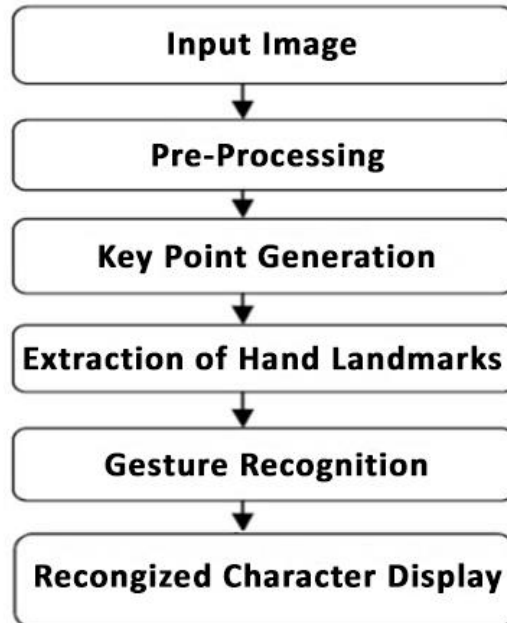 Input Image
Pre-Processing
Key Point Generation
Extraction of Hand Landmarks
Gesture Recognition
Recongized Character Display